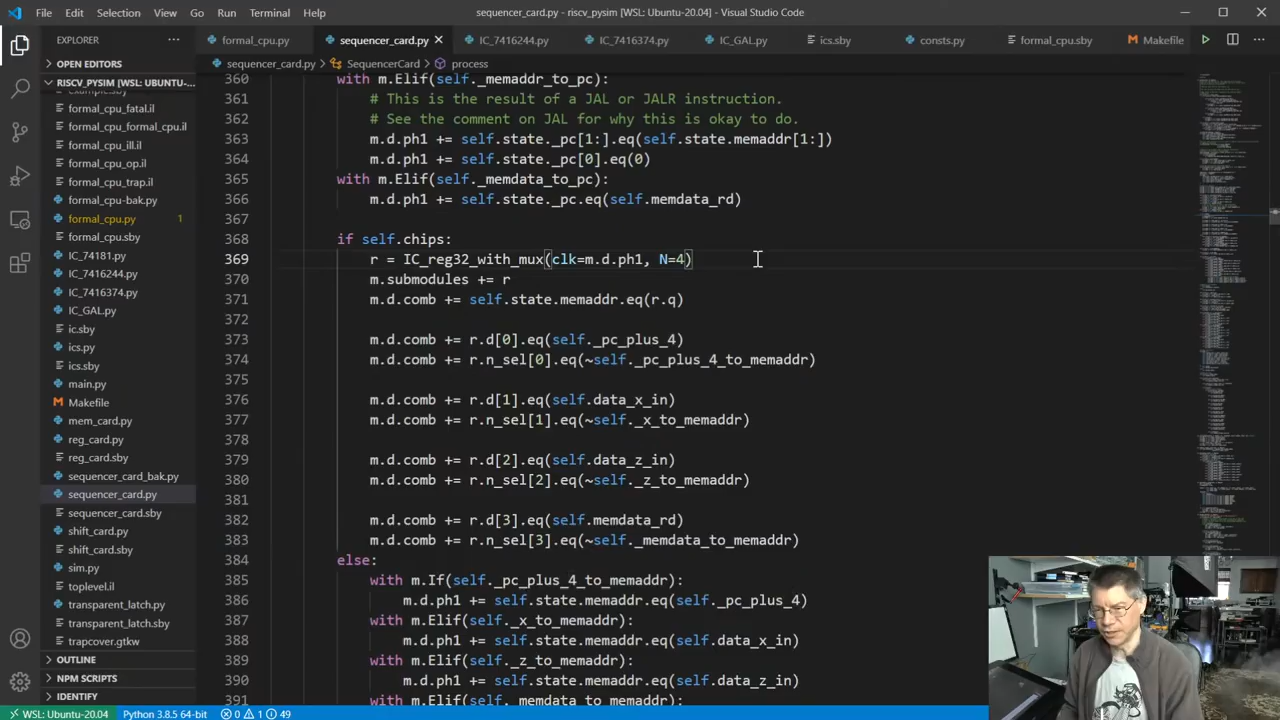 File Edit Selection View Go Run Terminal Help
sequencer_card.py - riscv_pysim [WSL: Ubuntu-20.04] - Visual Studio Code
EXPLORER
OPEN EDITORS
RISCV_PYSIM [WSL: UBUNTU-...
formal_cpu_fatal.il
formal_cpu_formal_cpu.il
formal_cpu_ill.il
formal_cpu_op.il
formal_cpu_trap.il
formal_cpu-bak.py
formal_cpu.py 1
formal_cpu.sby
IC_74181.py
IC_7416244.py
IC_7416374.py
IC_GAL.py
ic.sby
ics.py
ics.sby
main.py
Makefile
mem_card.py
reg_card.py
reg_card.sby
sequencer_card_bak.py
sequencer_card.py
sequencer_card.sby
shift_card.py
shift_card.sby
sim.py
toplevel.il
transparent_latch.py
transparent_latch.sby
trapcover.gtkw
OUTLINE
NPM SCRIPTS
IDENTIFY
formal_cpu.py sequencer_card.py IC_7416244.py IC_7416374.py IC_GAL.py ics.sby consts.py formal_cpu.sby Makefile
sequencer_card.py > SequencerCard > process
360 with m.Elif(self._memaddr_to_pc):
361 # This is the result of a JAL or JALR instruction.
362 # See the comment on JAL for why this is okay to do.
363 m.d.ph1 += self.state._pc[1:].eq(self.state.memaddr[1:])
364 m.d.ph1 += self.state._pc[0].eq(0)
365 with m.Elif(self._memdata_to_pc):
366 m.d.ph1 += self.state._pc.eq(self.memdata_rd)
367
368 if self.chips:
369 r = IC_reg32_with_mux(clk=m.d.ph1, N=4)
370 m.submodules += r
371 m.d.comb += self.state.memaddr.eq(r.q)
372
373 m.d.comb += r.d[0].eq(self._pc_plus_4)
374 m.d.comb += r.n_sel[0].eq(~self._pc_plus_4_to_memaddr)
375
376 m.d.comb += r.d[1].eq(self.data_x_in)
377 m.d.comb += r.n_sel[1].eq(~self._x_to_memaddr)
378
379 m.d.comb += r.d[2].eq(self.data_z_in)
380 m.d.comb += r.n_sel[2].eq(~self._z_to_memaddr)
381
382 m.d.comb += r.d[3].eq(self.memdata_rd)
383 m.d.comb += r.n_sel[3].eq(~self._memdata_to_memaddr)
384 else:
385 with m.If(self._pc_plus_4_to_memaddr):
386 m.d.ph1 += self.state.memaddr.eq(self._pc_plus_4)
387 with m.Elif(self._x_to_memaddr):
388 m.d.ph1 += self.state.memaddr.eq(self.data_x_in)
389 with m.Elif(self._z_to_memaddr):
390 m.d.ph1 += self.state.memaddr.eq(self.data_z_in)
391 with m.Elif(self._memdata_to_memaddr):
WSL: Ubuntu-20.04 Python 3.8.5 64-bit 0 1 49